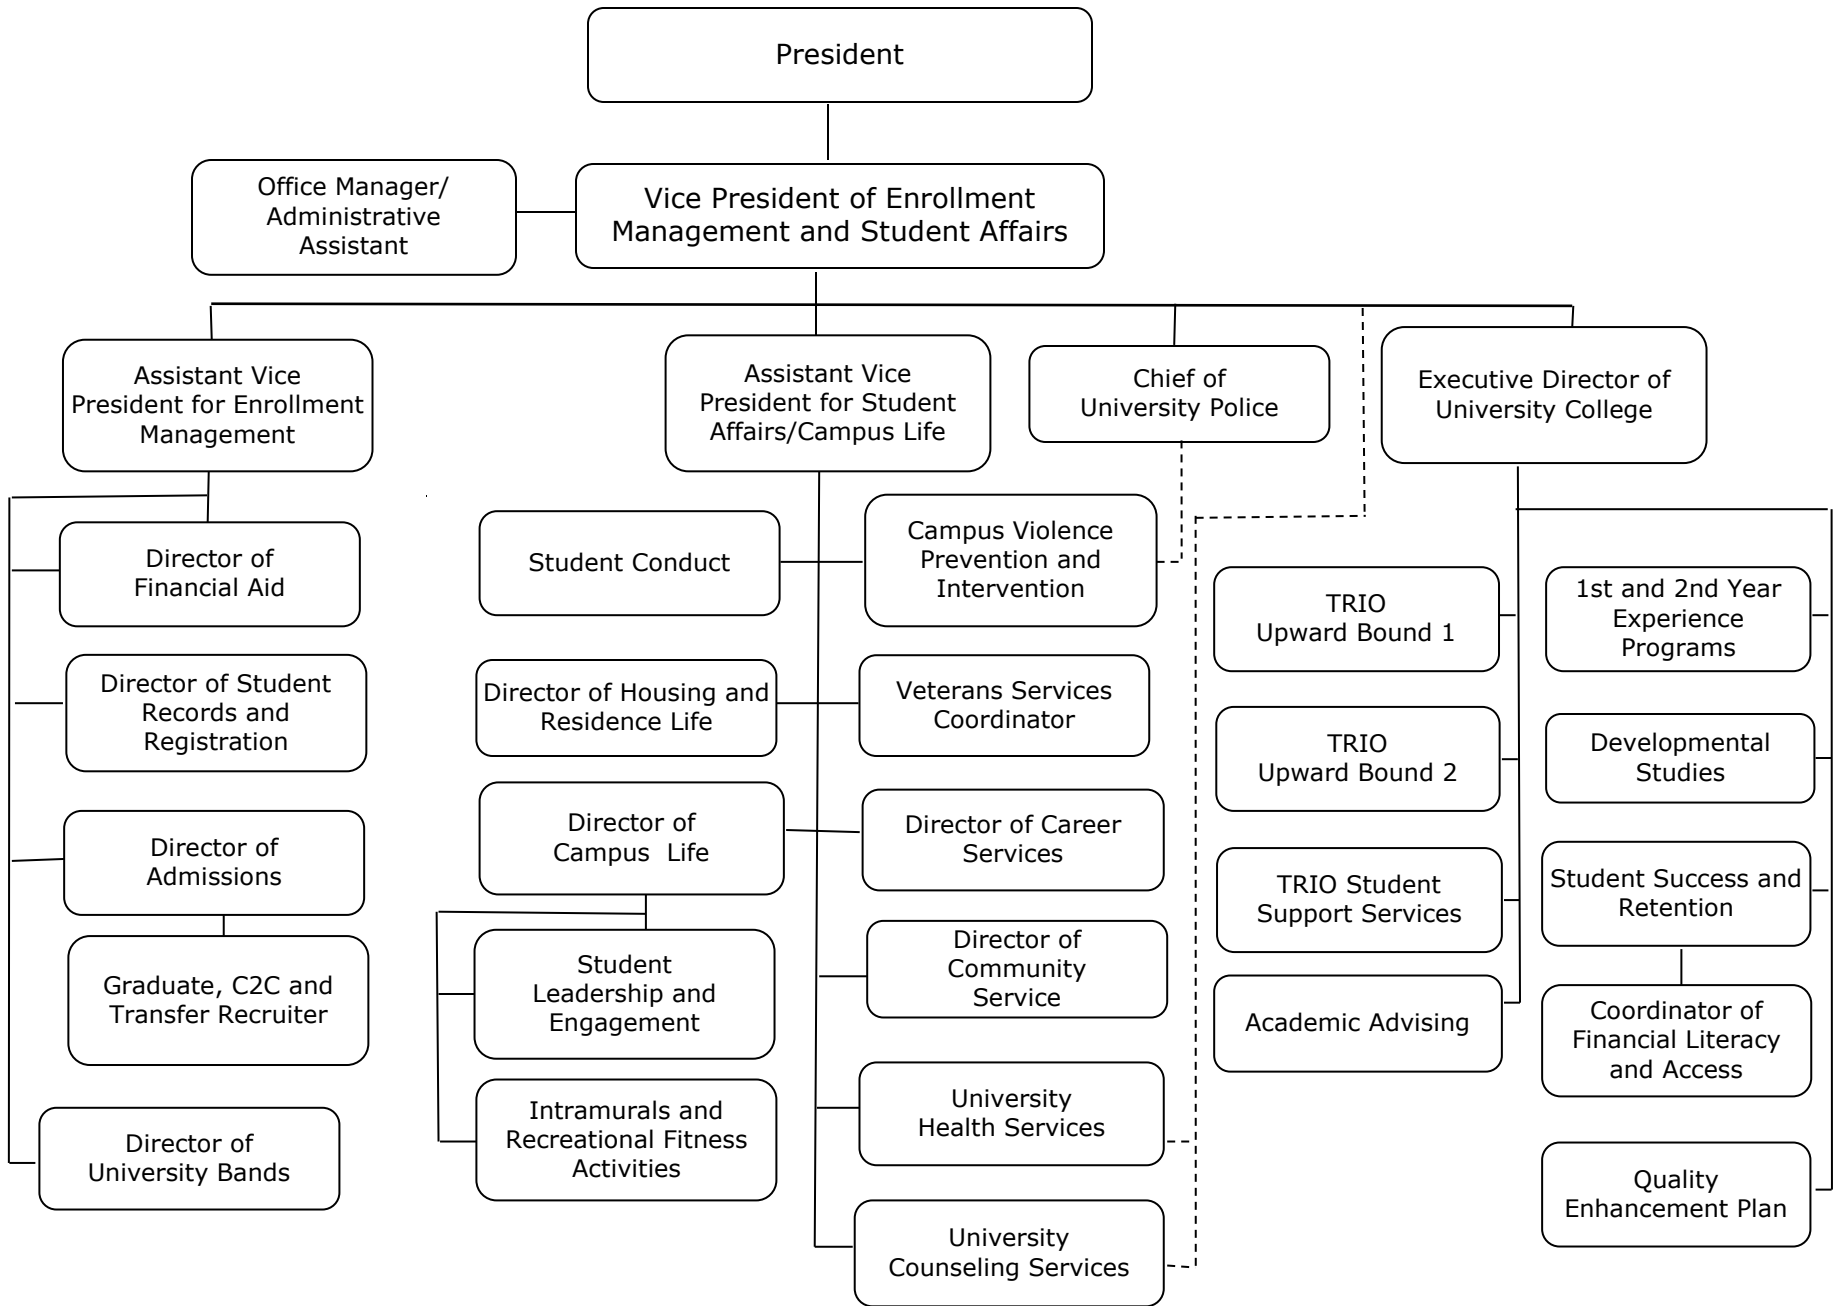 President
Office Manager/
Administrative
Assistant
Vice President of Enrollment
Management and Student Affairs
Assistant Vice
President for Enrollment
Management
Assistant Vice
President for Student
Affairs/Campus Life
Chief of
University Police
Executive Director of
University College
Director of
Financial Aid
Director of Student
Records and
Registration
Director of
Admissions
Graduate, C2C and
Transfer Recruiter
Director of
University Bands
Student Conduct
Campus Violence
Prevention and
Intervention
Director of Housing and
Residence Life
Veterans Services
Coordinator
Director of
Campus  Life
Director of Career
Services
Student
Leadership and
Engagement
Director of
Community
Service
Intramurals and
Recreational Fitness
Activities
University
Health Services
University
Counseling Services
TRIO
Upward Bound 1
1st and 2nd Year
Experience
Programs
TRIO
Upward Bound 2
Developmental
Studies
TRIO Student
Support Services
Student Success and
Retention
Academic Advising
Coordinator of
Financial Literacy
and Access
Quality
Enhancement Plan